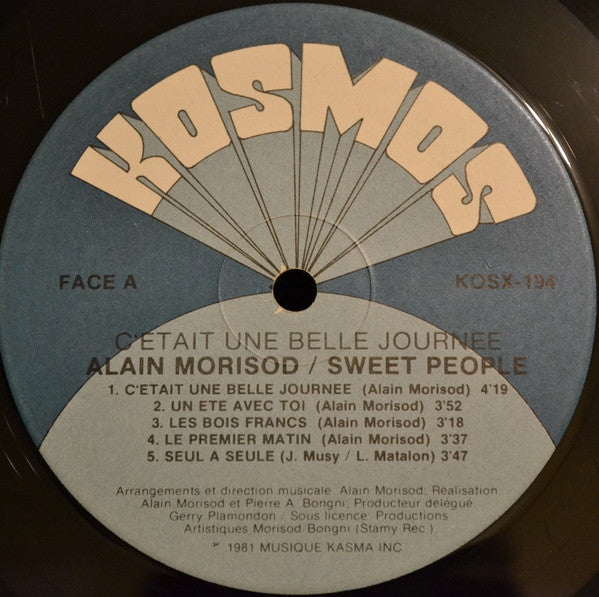 KOSMOS
FACE A
KOSX-194
C'ETAIT UNE BELLE JOURNEE
ALAIN MORISOD / SWEET PEOPLE
1. C'ETAIT UNE BELLE JOURNEE (Alain Morisod) 4'19
2. UN ETE AVEC TOI (Alain Morisod) 3'52
3. LES BOIS FRANCS (Alain Morisod) 3'18
4. LE PREMIER MATIN (Alain Morisod) 3'37
5. SEUL A SEULE (J. Musy / L. Matalon) 3'47
Arrangements et direction musicale: Alain Morisod; Réalisation
Alain Morisod et Pierre A. Bongni; Producteur délégué
Gerry Plamondon / Sous licence: Productions
Artistiques Morisod/Bongni (Stamy Rec.)
℗ 1981 MUSIQUE KASMA INC